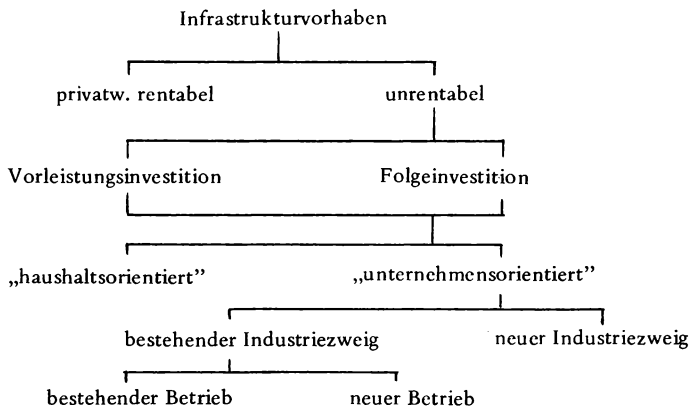 Infrastrukturvorhaben
privatw. rentabel unrentabel
Vorleistungsinvestition Folgeinvestition
„haushaltsorientiert” „unternehmensorientiert”
bestehender Industriezweig neuer Industriezweig
bestehender Betrieb neuer Betrieb